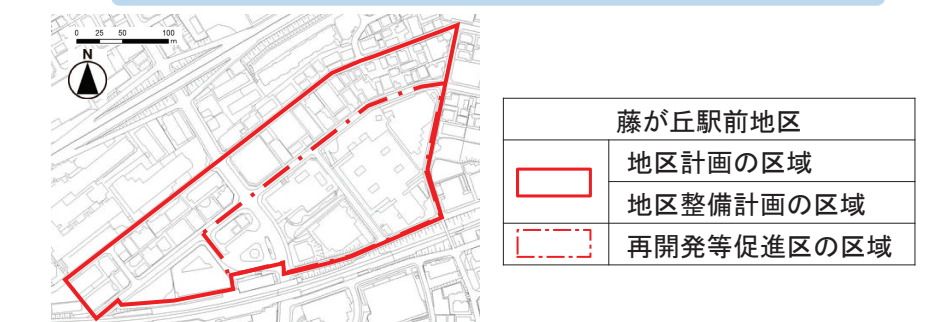 0 25 50 100
m
N
藤が丘駅前地区
地区計画の区域
地区整備計画の区域
再開発等促進区の区域